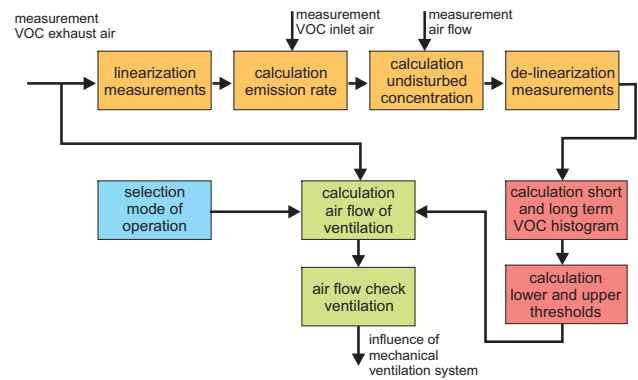 measurement
VOC exhaust air
measurement
VOC inlet air
measurement
air flow
linearization
measurements
calculation
emission rate
calculation
undisturbed
concentration
de-linearization
measurements
selection
mode of
operation
calculation
air flow of
ventilation
calculation short
and long term
VOC histogram
air flow check
ventilation
calculation
lower and upper
thresholds
influence of
mechanical
ventilation system